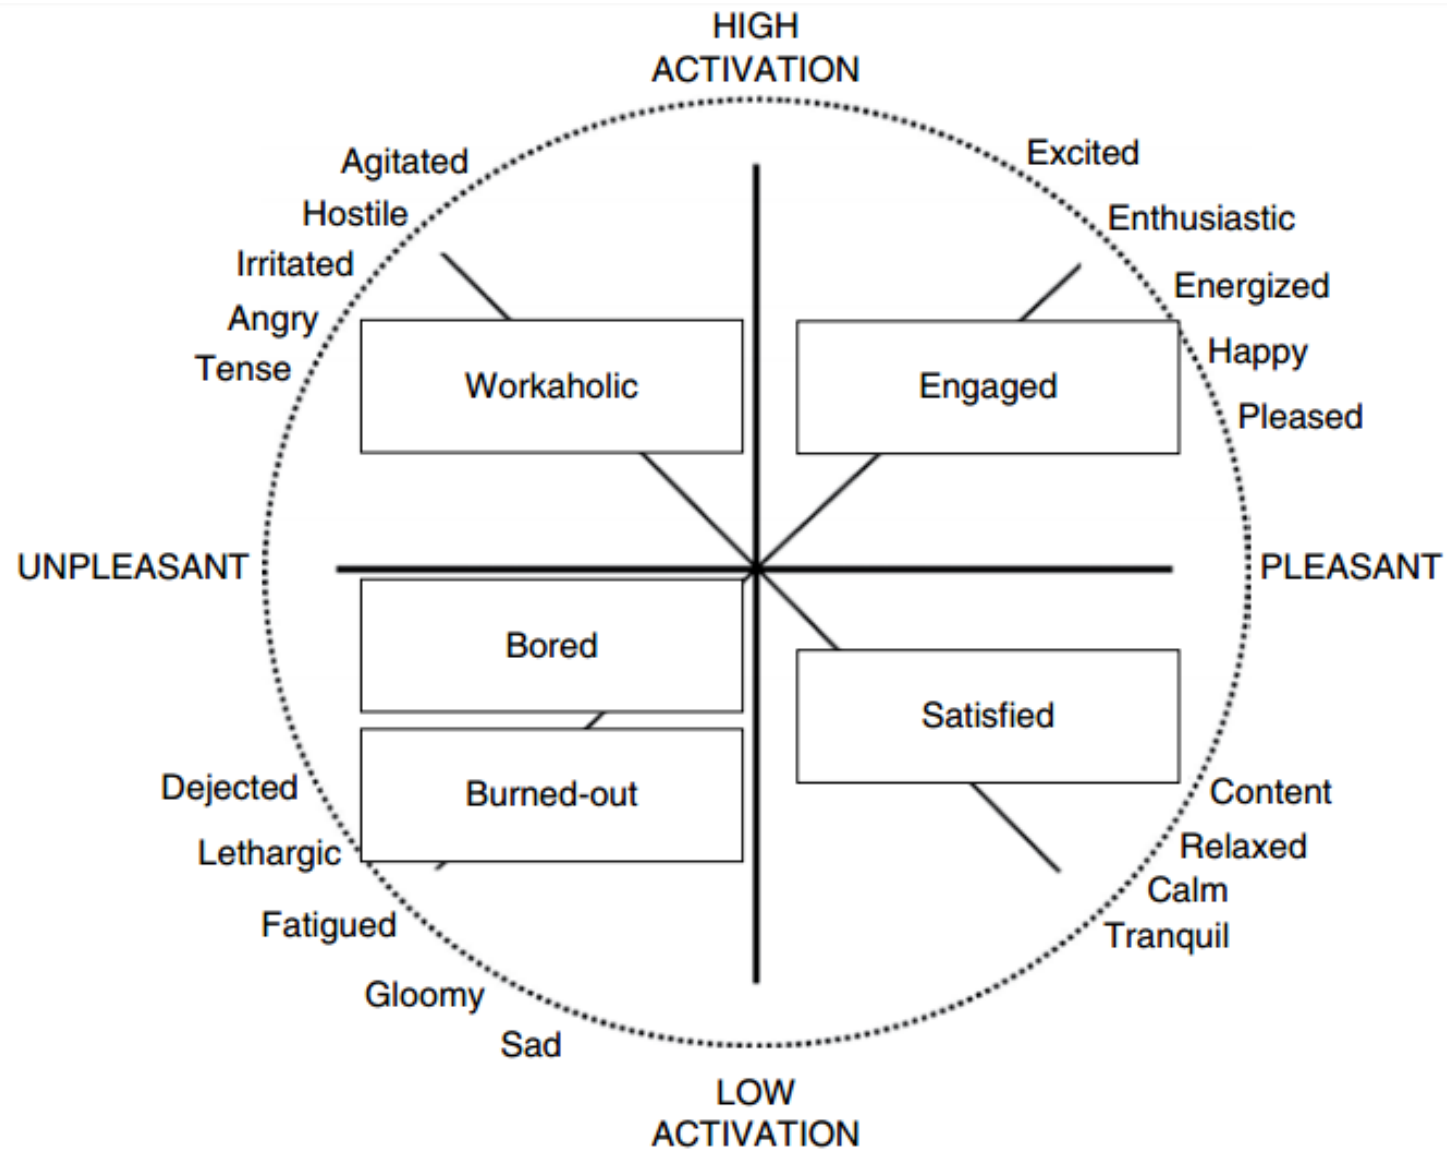 HIGH
ACTIVATION
Excited
Agitated
Hostile
Enthusiastic
Irritated
Energized
Angry
Happy
Tense
Workaholic
Engaged
Pleased
UNPLEASANT
PLEASANT
Bored
Satisfied
Dejected
Burned-out
Content
Lethargic
Relaxed
Calm
Fatigued
Tranquil
Gloomy
Sad
LOW
ACTIVATION